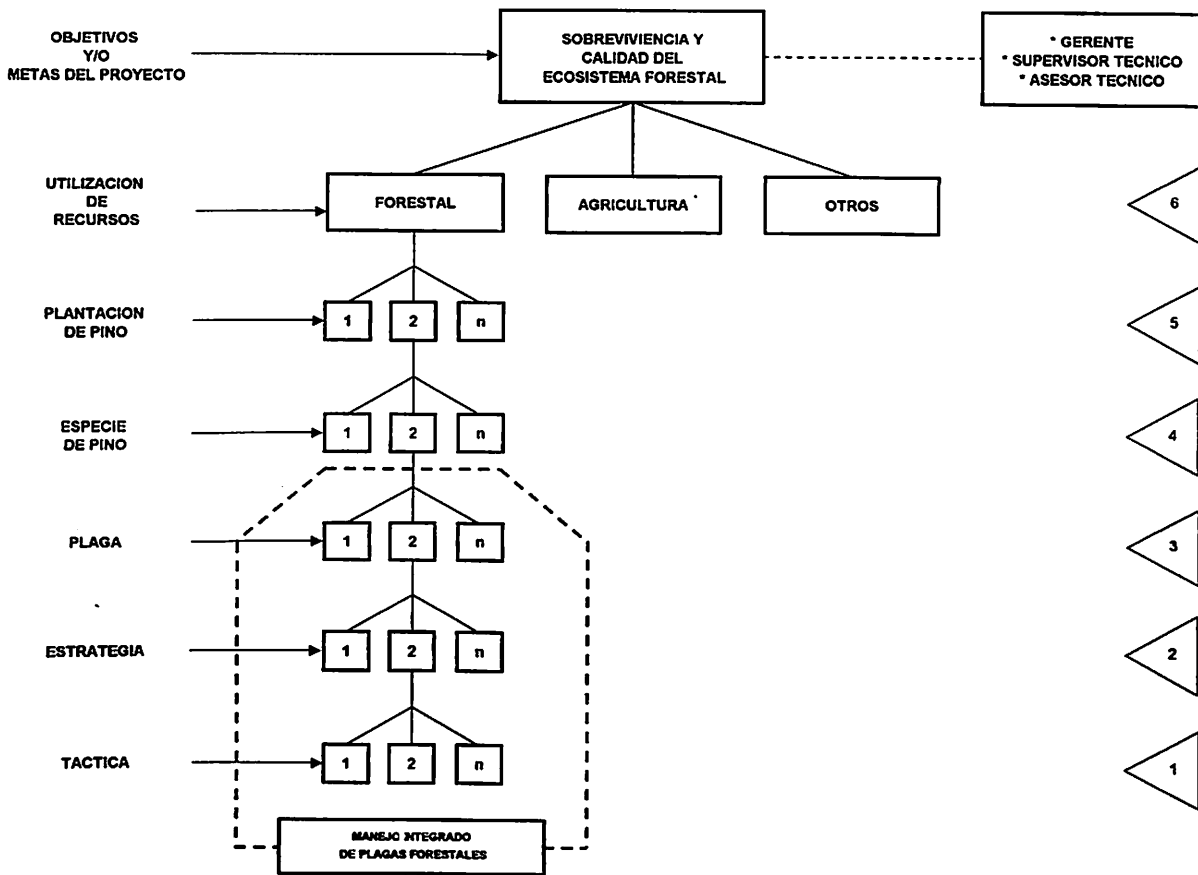 OBJETIVOS
Y/O
METAS DEL PROYECTO
SOBREVIVIENCIA Y
CALIDAD DEL
ECOSISTEMA FORESTAL
* GERENTE
* SUPERVISOR TECNICO
* ASESOR TECNICO
UTILIZACION
DE
RECURSOS
FORESTAL
AGRICULTURA
OTROS
6
PLANTACION
DE PINO
1
2
n
5
ESPECIE
DE PINO
1
2
n
4
PLAGA
1
2
n
3
ESTRATEGIA
1
2
n
2
TACTICA
1
2
n
1
MANEJO INTEGRADO
DE PLAGAS FORESTALES